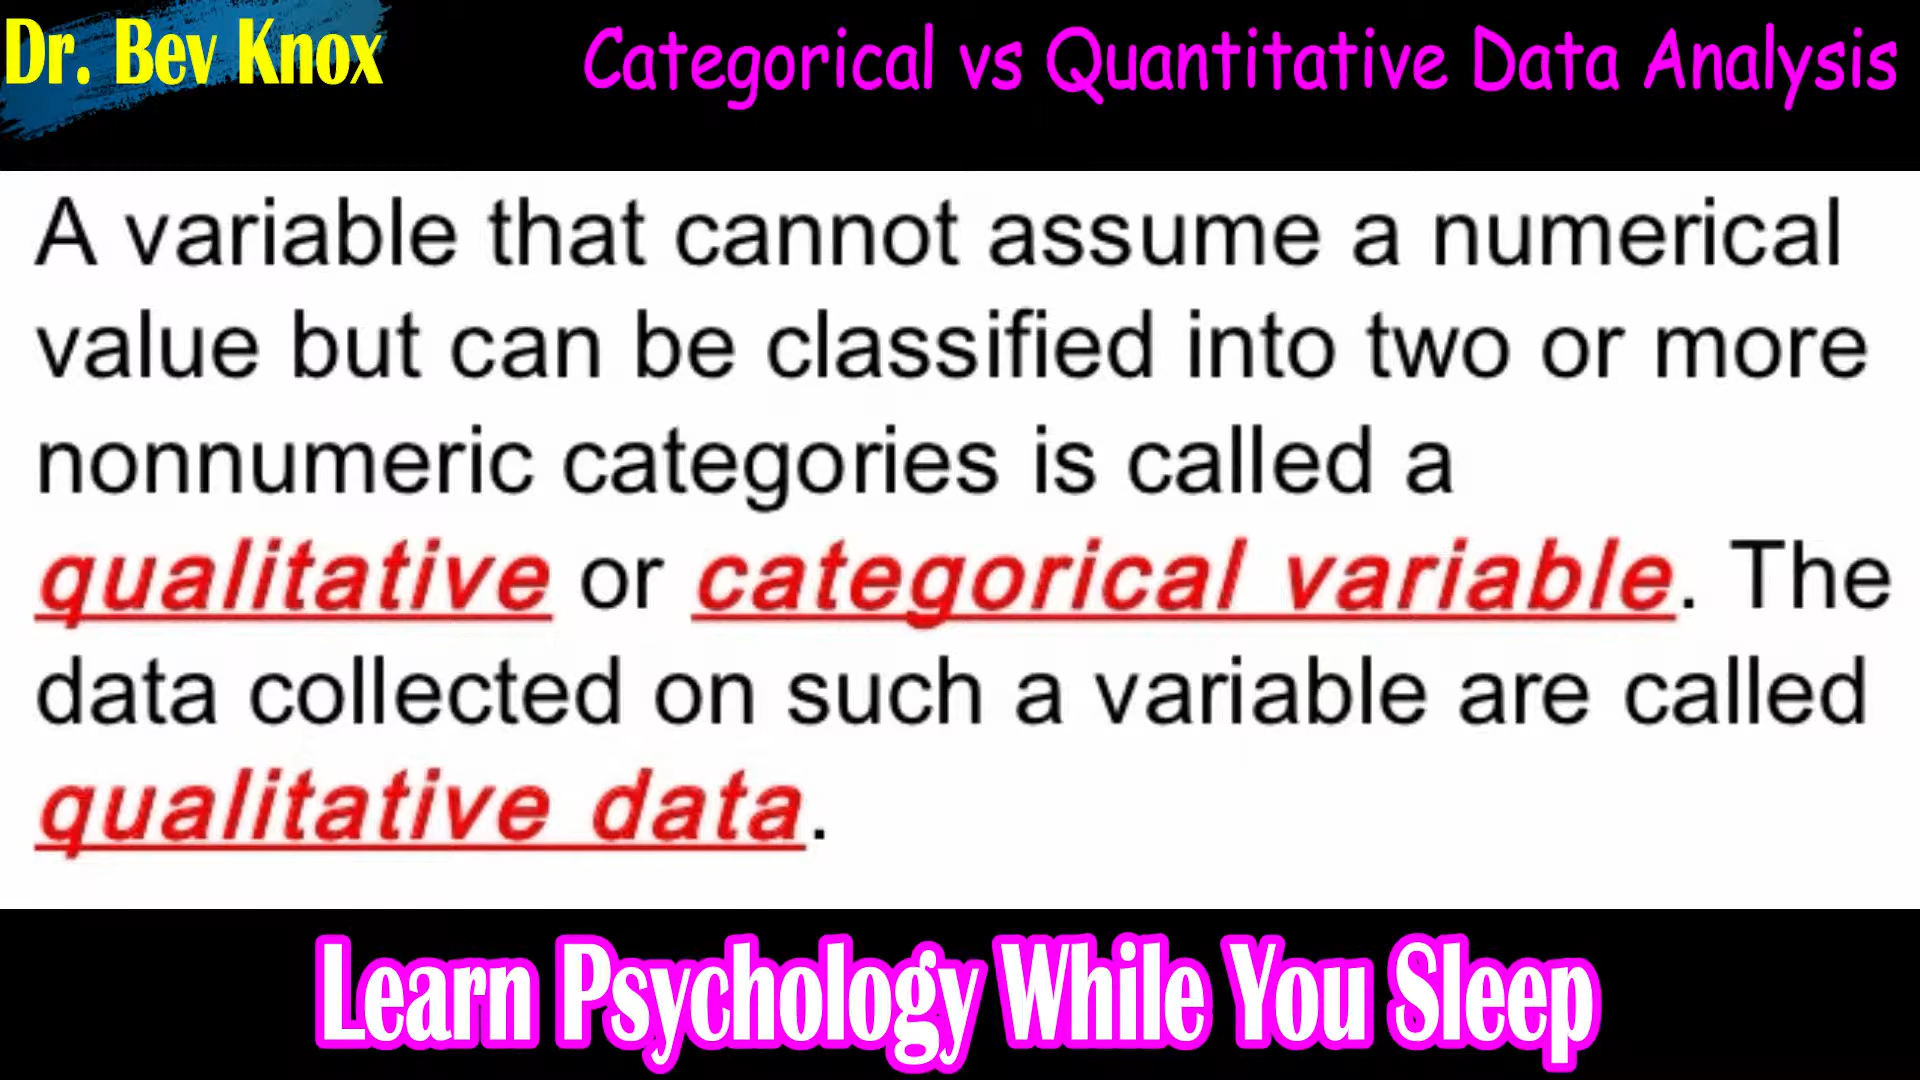 Dr. Bev Knox
Categorical vs Quantitative Data Analysis
A variable that cannot assume a numerical
value but can be classified into two or more
nonnumeric categories is called a
qualitative or categorical variable. The
data collected on such a variable are called
qualitative data.
Learn Psychology While You Sleep